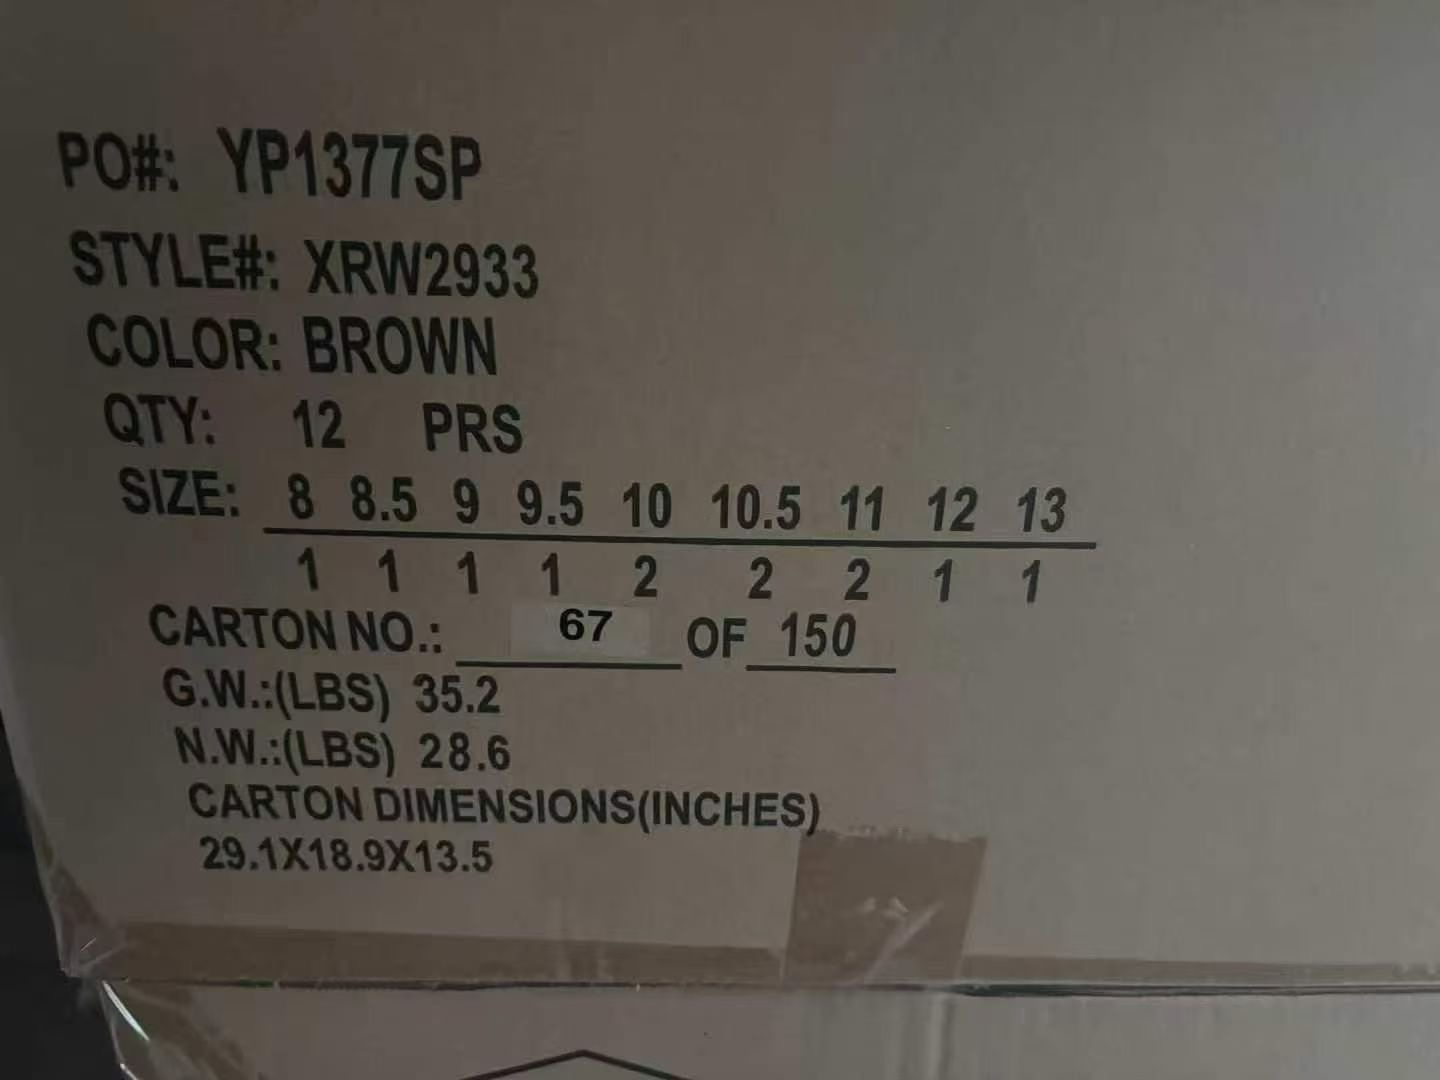 PO#: YP1377SP
STYLE#: XRW2933
COLOR: BROWN
QTY: 12 PRS
SIZE: 8 8.5 9 9.5 10 10.5 11 12 13
1 1 1 1 2 2 2 1 1
CARTON NO.: 67 OF 150
G.W.:(LBS) 35.2
N.W.:(LBS) 28.6
CARTON DIMENSIONS(INCHES)
29.1X18.9X13.5